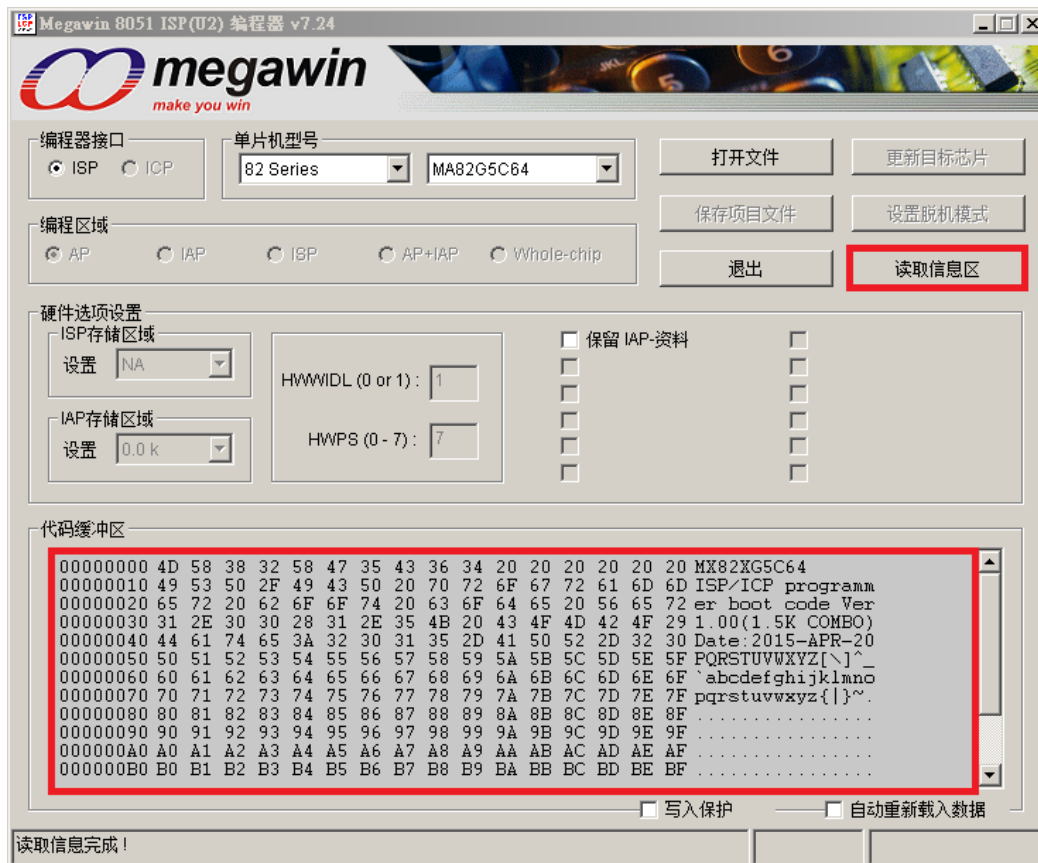 Megawin 8051 ISP(U2) 编程器 v7.24
megawin
make you win
编程器接口
ISP
ICP
单片机型号
82 Series
MA82G5C64
打开文件
更新目标芯片
保存项目文件
设置脱机模式
编程区域
AP
IAP
ISP
AP+IAP
Whole-chip
退出
读取信息区
硬件选项设置
ISP存储区域
设置 NA
IAP存储区域
设置 0.0 k
HWWIDL (0 or 1) : 1
HWPS (0 - 7) : 7
保留 IAP-资料
代码缓冲区
00000000 4D 58 38 32 58 47 35 43 36 34 20 20 20 20 20 20 MX82XG5C64
00000010 49 53 50 2F 49 43 50 20 70 72 6F 67 72 61 6D 6D ISP/ICP programm
00000020 65 72 20 62 6F 6F 74 20 63 6F 64 65 20 56 65 72 er boot code Ver
00000030 31 2E 30 30 28 31 2E 35 4B 20 43 4F 4D 42 4F 29 1.00(1.5K COMBO)
00000040 44 61 74 65 3A 32 30 31 35 2D 41 50 52 2D 32 30 Date:2015-APR-20
00000050 50 51 52 53 54 55 56 57 58 59 5A 5B 5C 5D 5E 5F PQRSTUVWXYZ[\]^_
00000060 60 61 62 63 64 65 66 67 68 69 6A 6B 6C 6D 6E 6F `abcdefghijklmno
00000070 70 71 72 73 74 75 76 77 78 79 7A 7B 7C 7D 7E 7F pqrstuvwxyz{|}~.
00000080 80 81 82 83 84 85 86 87 88 89 8A 8B 8C 8D 8E 8F ................
00000090 90 91 92 93 94 95 96 97 98 99 9A 9B 9C 9D 9E 9F ................
000000A0 A0 A1 A2 A3 A4 A5 A6 A7 A8 A9 AA AB AC AD AE AF ................
000000B0 B0 B1 B2 B3 B4 B5 B6 B7 B8 B9 BA BB BC BD BE BF ................
写入保护
自动重新载入数据
读取信息完成 !